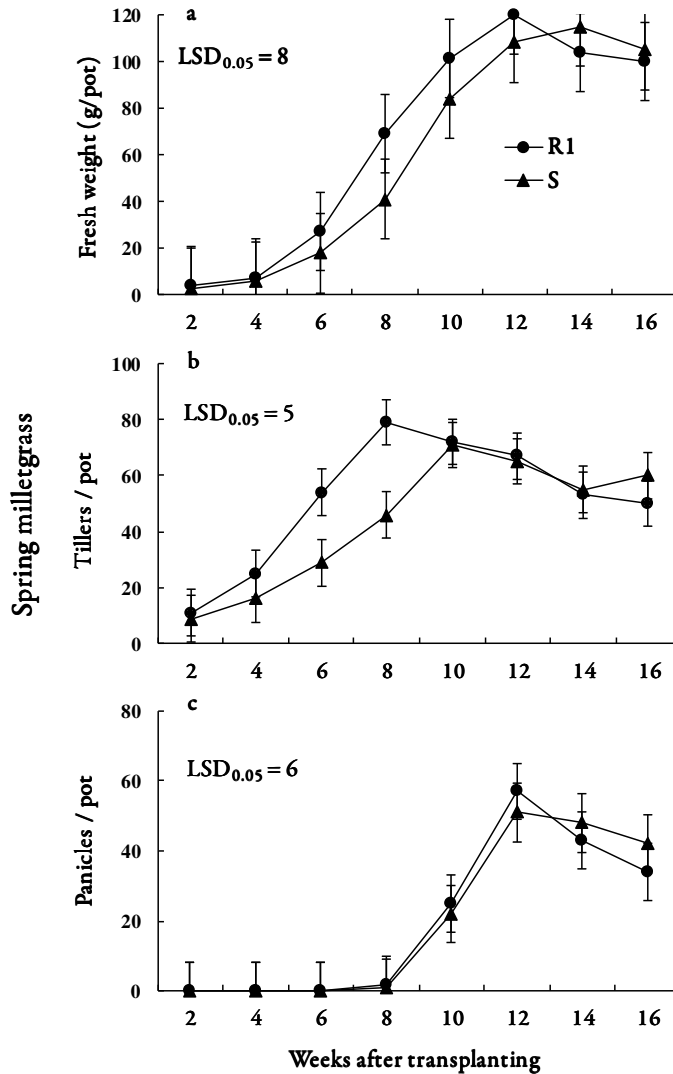 a
LSD0.05 = 8
Fresh weight (g/pot)
120
100
80
60
40
20
0
R1
S
2 4 6 8 10 12 14 16
b
LSD0.05 = 5
Spring milletgrass
Tillers / pot
100
80
60
40
20
0
2 4 6 8 10 12 14 16
c
LSD0.05 = 6
Panicles / pot
80
60
40
20
0
2 4 6 8 10 12 14 16
Weeks after transplanting